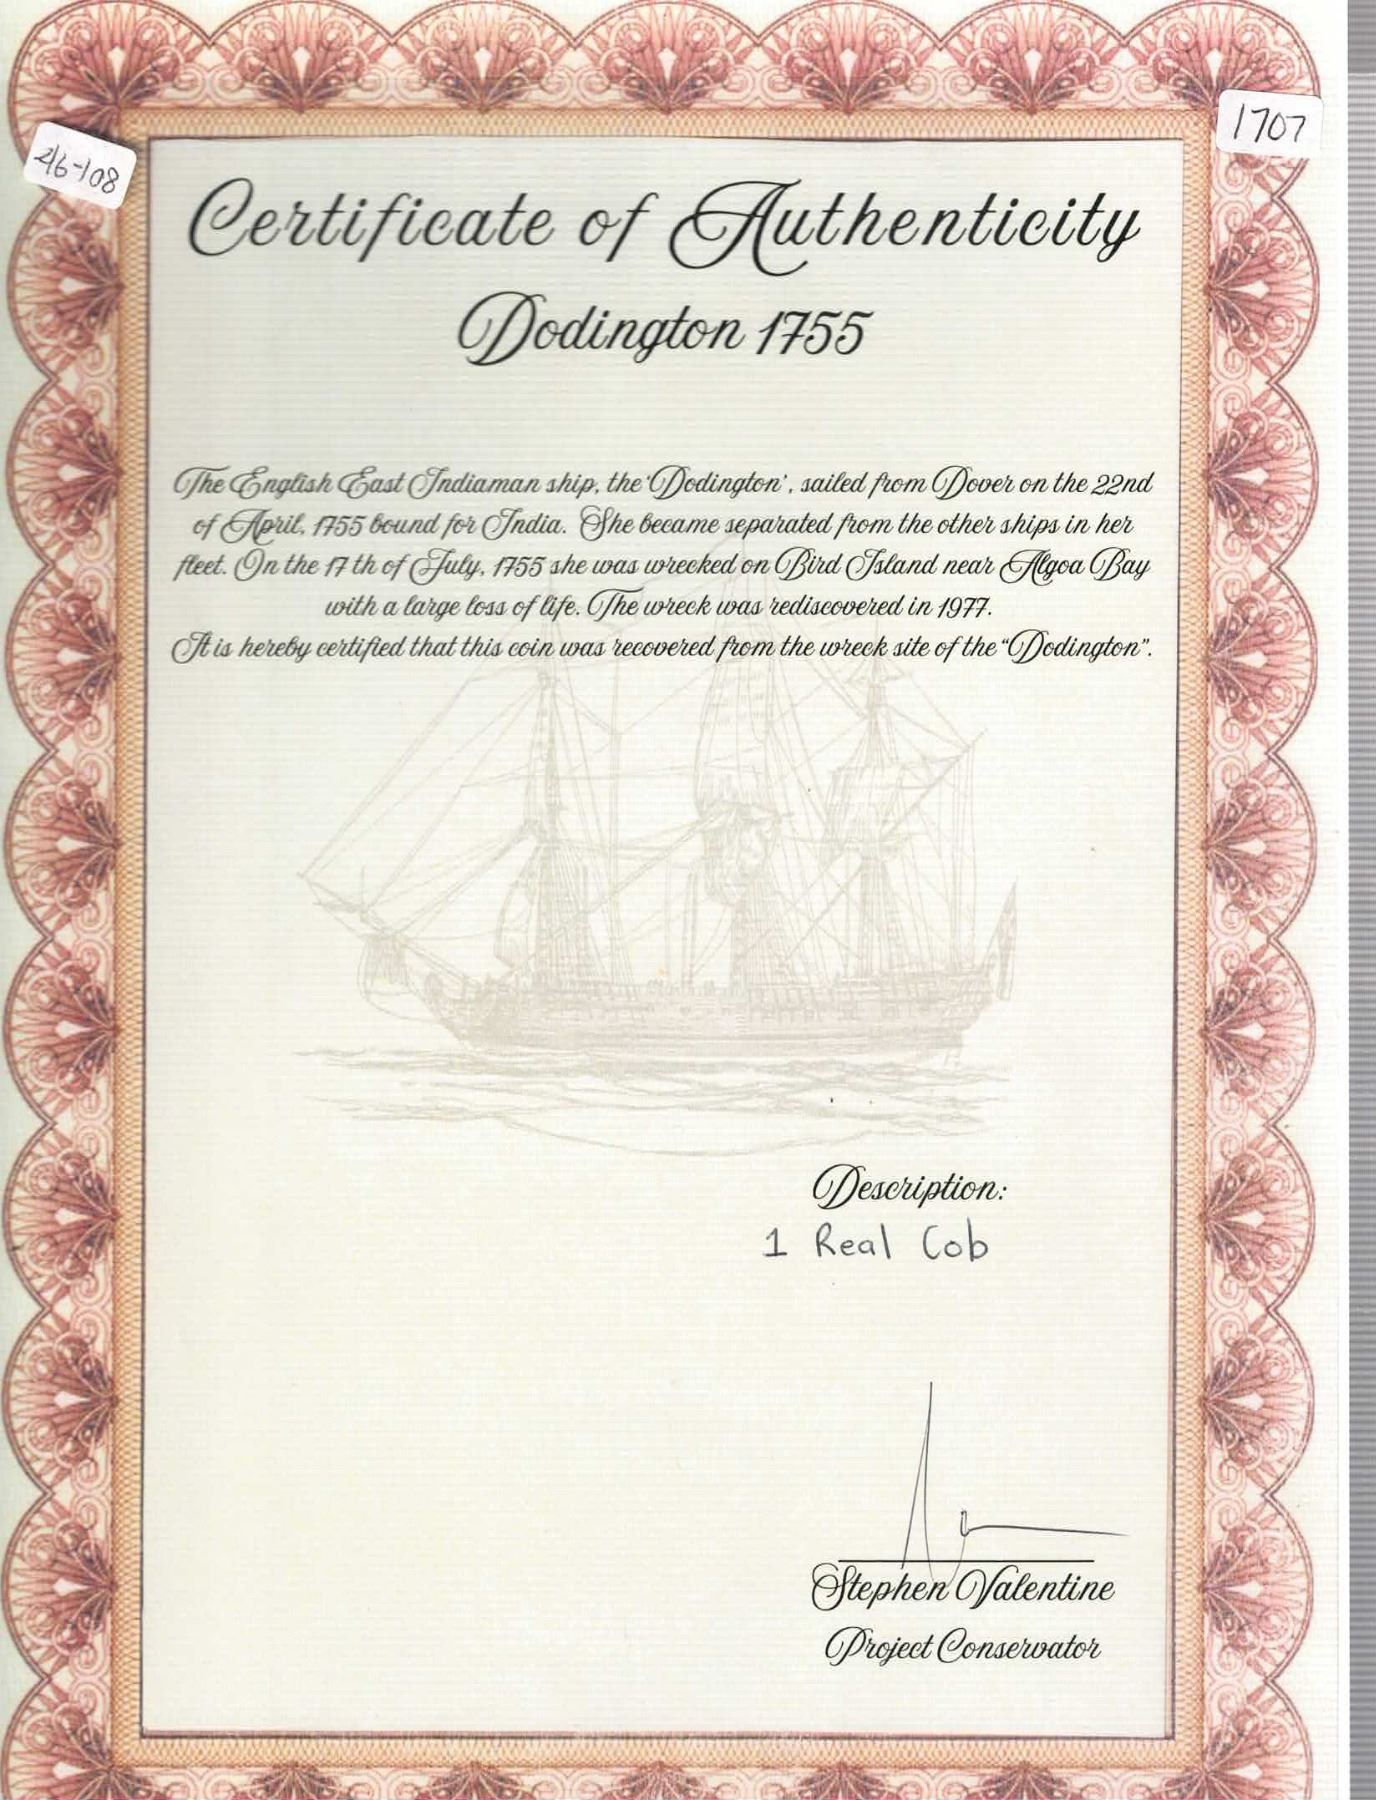 46-108
1707
Certificate of Authenticity
Dodington 1755
The English East Indiaman ship, the 'Dodington', sailed from Dover on the 22nd
of April, 1755 bound for India. She became separated from the other ships in her
fleet. On the 17 th of July, 1755 she was wrecked on Bird Island near Algoa Bay
with a large loss of life. The wreck was rediscovered in 1977.
It is hereby certified that this coin was recovered from the wreck site of the "Dodington".
Description:
1 Real Cob
Stephen Valentine
Project Conservator